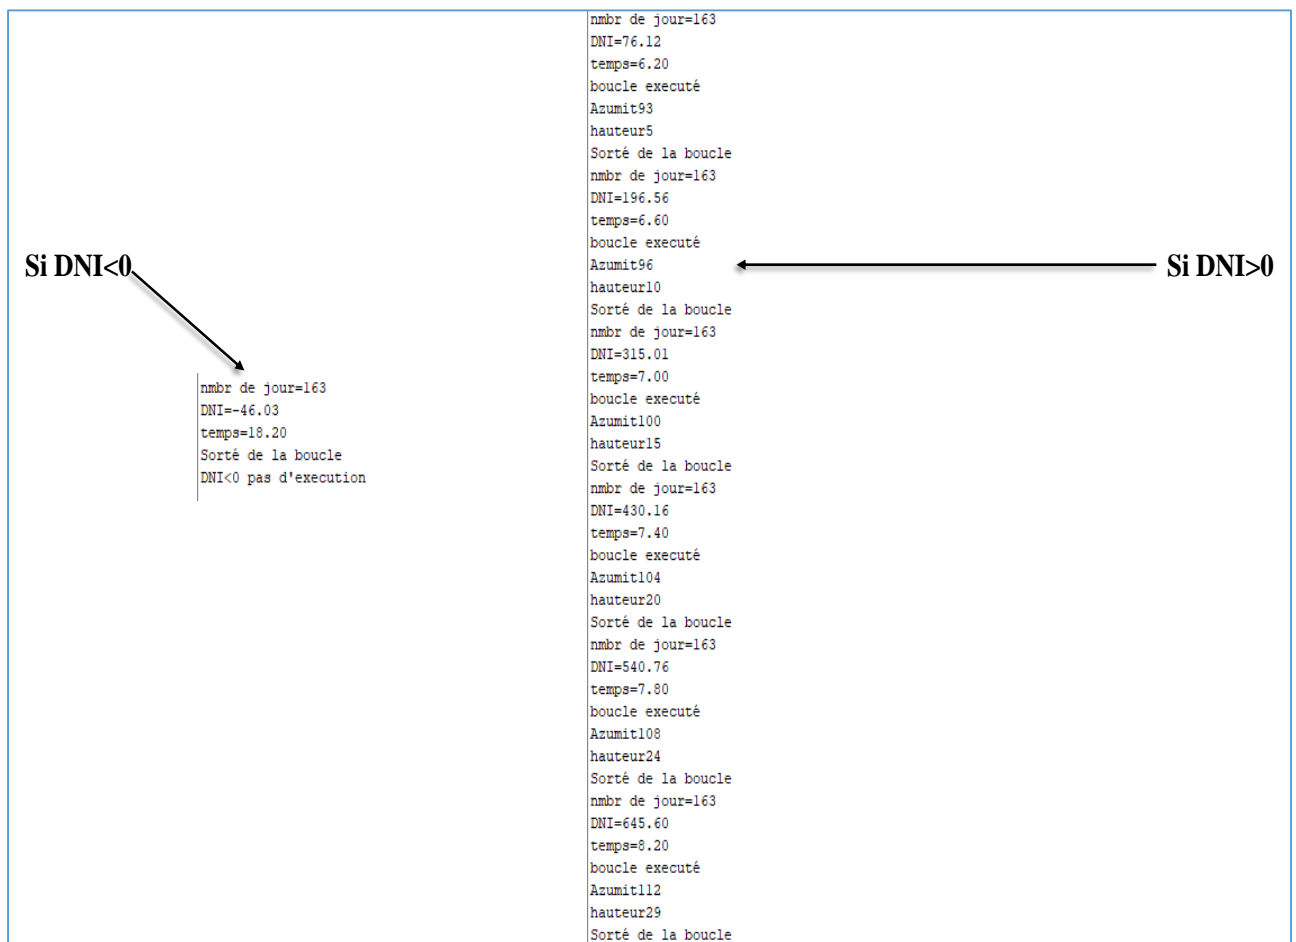 Si DNI<0
nmbr de jour=163
DNI=-46.03
temps=18.20
Sorté de la boucle
DNI<0 pas d'execution
nmbr de jour=163
DNI=76.12
temps=6.20
boucle executé
Azumit93
hauteur5
Sorté de la boucle
nmbr de jour=163
DNI=196.56
temps=6.60
boucle executé
Azumit96
hauteur10
Sorté de la boucle
nmbr de jour=163
DNI=315.01
temps=7.00
boucle executé
Azumit100
hauteur15
Sorté de la boucle
nmbr de jour=163
DNI=430.16
temps=7.40
boucle executé
Azumit104
hauteur20
Sorté de la boucle
nmbr de jour=163
DNI=540.76
temps=7.80
boucle executé
Azumit108
hauteur24
Sorté de la boucle
nmbr de jour=163
DNI=645.60
temps=8.20
boucle executé
Azumit112
hauteur29
Sorté de la boucle
Si DNI>0